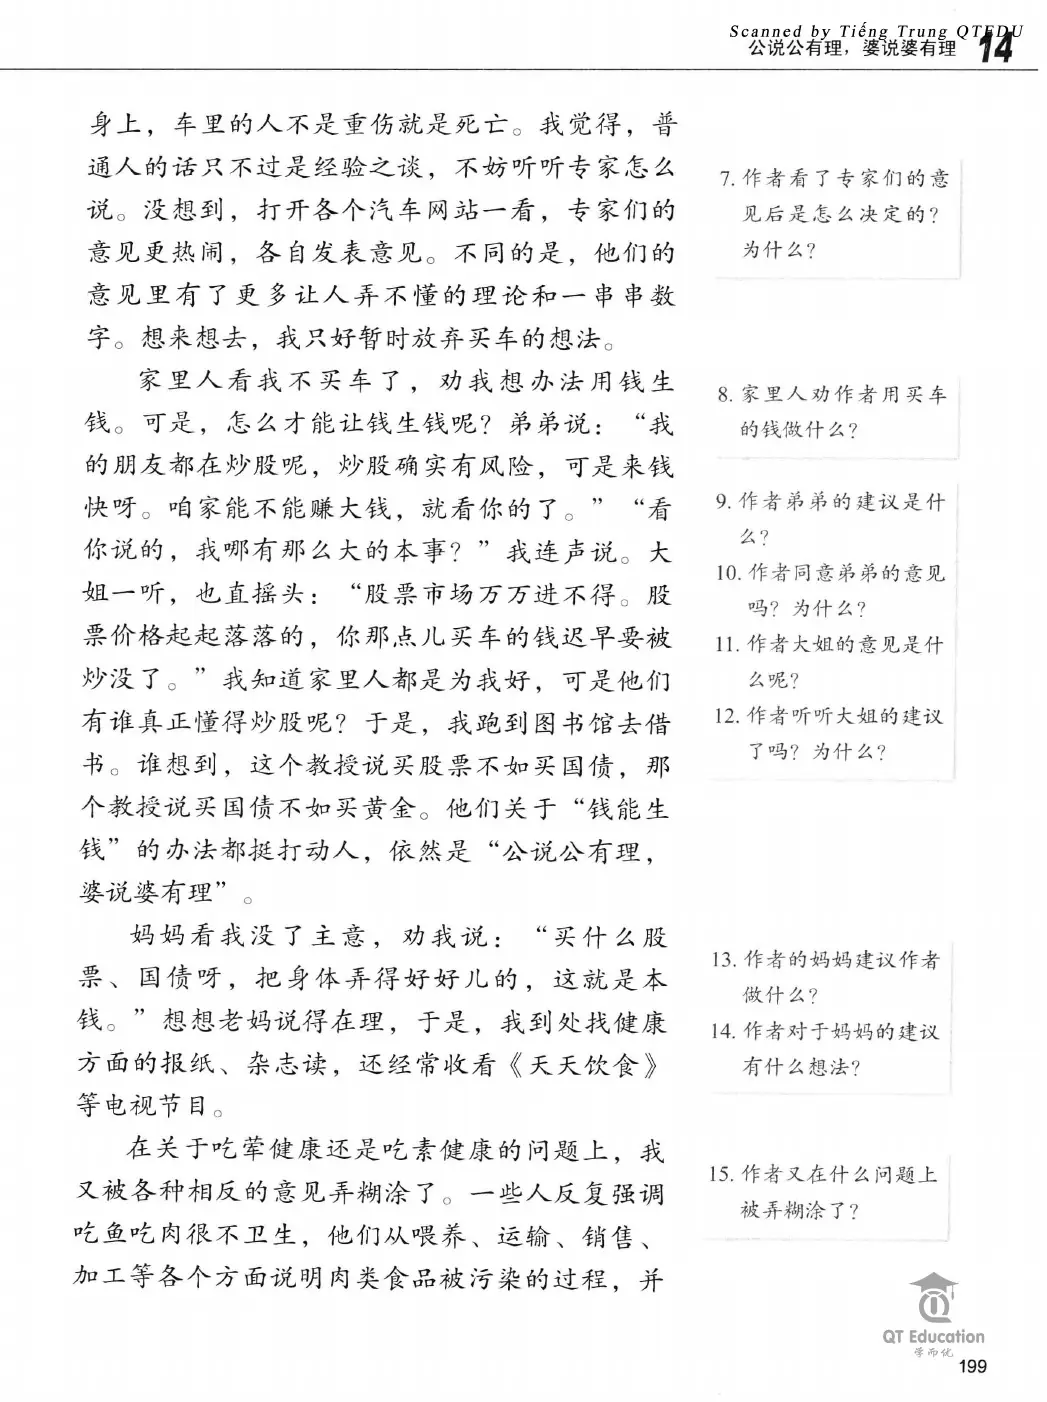 Scanned by Tiếng Trung QTEDU
公说公有理，婆说婆有理 14
身上，车里的人不是重伤就是死亡。我觉得，普
通人的话只不过是经验之谈，不妨听听专家怎么
说。没想到，打开各个汽车网站一看，专家们的
意见更热闹，各自发表意见。不同的是，他们的
意见里有了更多让人弄不懂的理论和一串串数
字。想来想去，我只好暂时放弃买车的想法。
家里人看我不买车了，劝我想办法用钱生
钱。可是，怎么才能让钱生钱呢？弟弟说：“我
的朋友都在炒股呢，炒股确实有风险，可是来钱
快呀。咱家能不能赚大钱，就看你的了。”“看
你说的，我哪有那么大的本事？”我连声说。大
姐一听，也直摇头：“股票市场万万进不得。股
票价格起起落落的，你那点儿买车的钱迟早要被
炒没了。”我知道家里人都是为我好，可是他们
有谁真正懂得炒股呢？于是，我跑到图书馆去借
书。谁想到，这个教授说买股票不如买国债，那
个教授说买国债不如买黄金。他们关于“钱能生
钱”的办法都挺打动人，依然是“公说公有理，
婆说婆有理”。
妈妈看我没了主意，劝我说：“买什么股
票、国债呀，把身体弄得好好儿的，这就是本
钱。”想想老妈说得在理，于是，我到处找健康
方面的报纸、杂志读，还经常收看《天天饮食》
等电视节目。
在关于吃荤健康还是吃素健康的问题上，我
又被各种相反的意见弄糊涂了。一些人反复强调
吃鱼吃肉很不卫生，他们从喂养、运输、销售、
加工等各个方面说明肉类食品被污染的过程，并
7. 作者看了专家们的意
见后是怎么决定的？
为什么？
8. 家里人劝作者用买车
的钱做什么？
9. 作者弟弟的建议是什
么？
10. 作者同意弟弟的意见
吗？为什么？
11. 作者大姐的意见是什
么呢？
12. 作者听听大姐的建议
了吗？为什么？
13. 作者的妈妈建议作者
做什么？
14. 作者对于妈妈的建议
有什么想法？
15. 作者又在什么问题上
被弄糊涂了？
QT Education
学而优
199